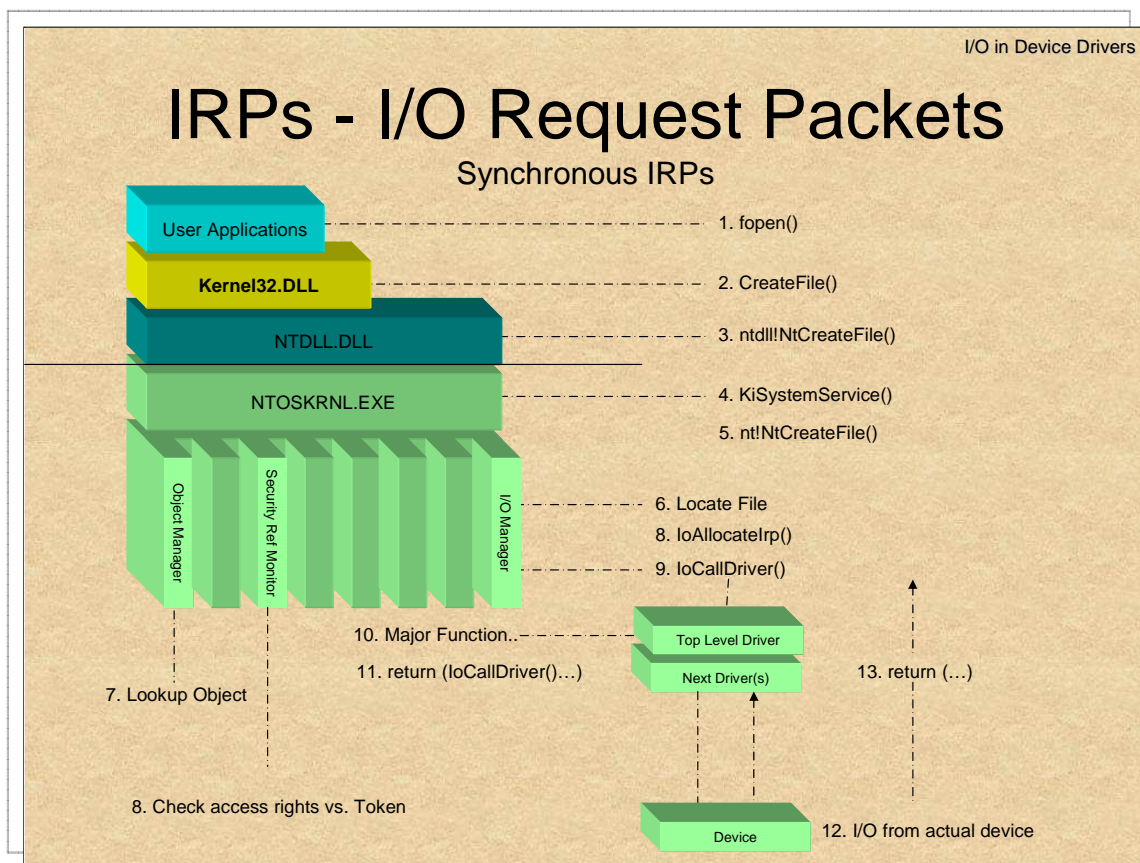 I/O in Device Drivers
IRPs - I/O Request Packets
Synchronous IRPs
User Applications
1. fopen()
Kernel32.DLL
2. CreateFile()
NTDLL.DLL
3. ntdll!NtCreateFile()
NTOSKRNL.EXE
4. KiSystemService()
5. nt!NtCreateFile()
Object Manager
Security Ref Monitor
I/O Manager
6. Locate File
8. IoAllocateIrp()
9. IoCallDriver()
10. Major Function..
Top Level Driver
11. return (IoCallDriver()…)
Next Driver(s)
13. return (…)
7. Lookup Object
8. Check access rights vs. Token
Device
12. I/O from actual device